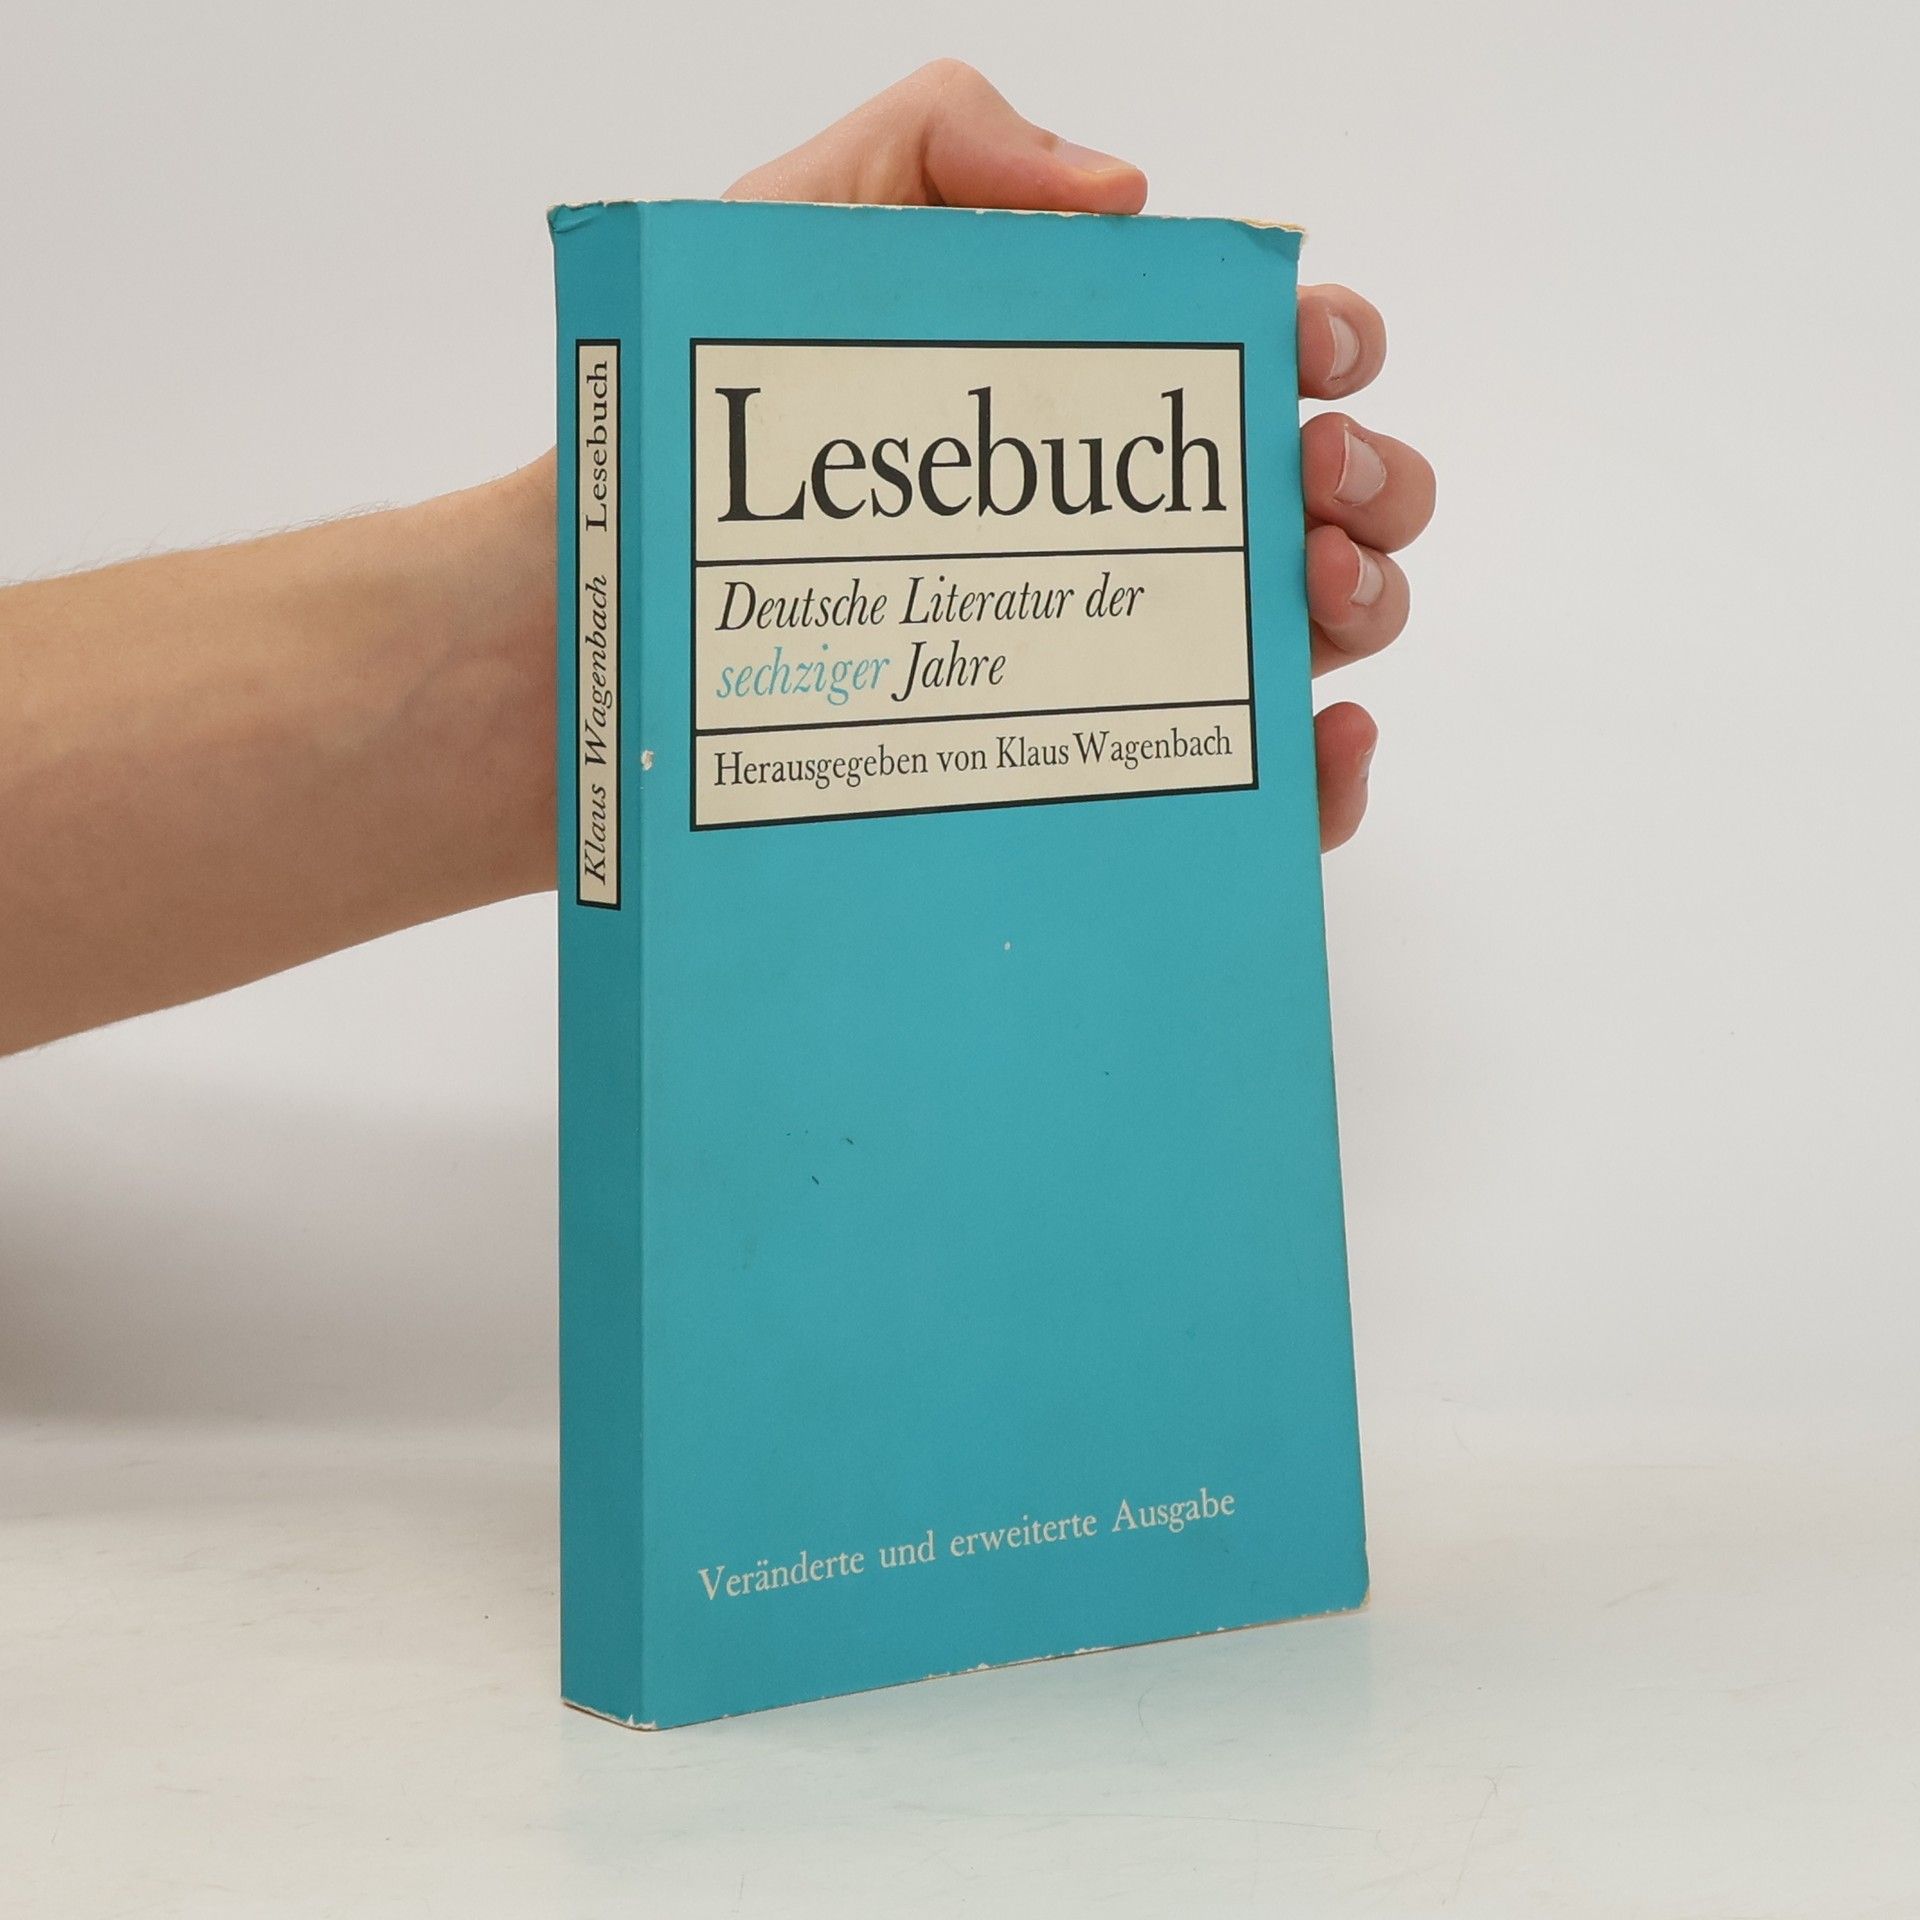 Klaus Wagenbach Lesebuch
Lesebuch
Deutsche Literatur der
sechziger Jahre
Herausgegeben von Klaus Wagenbach
Veränderte und erweiterte Ausgabe